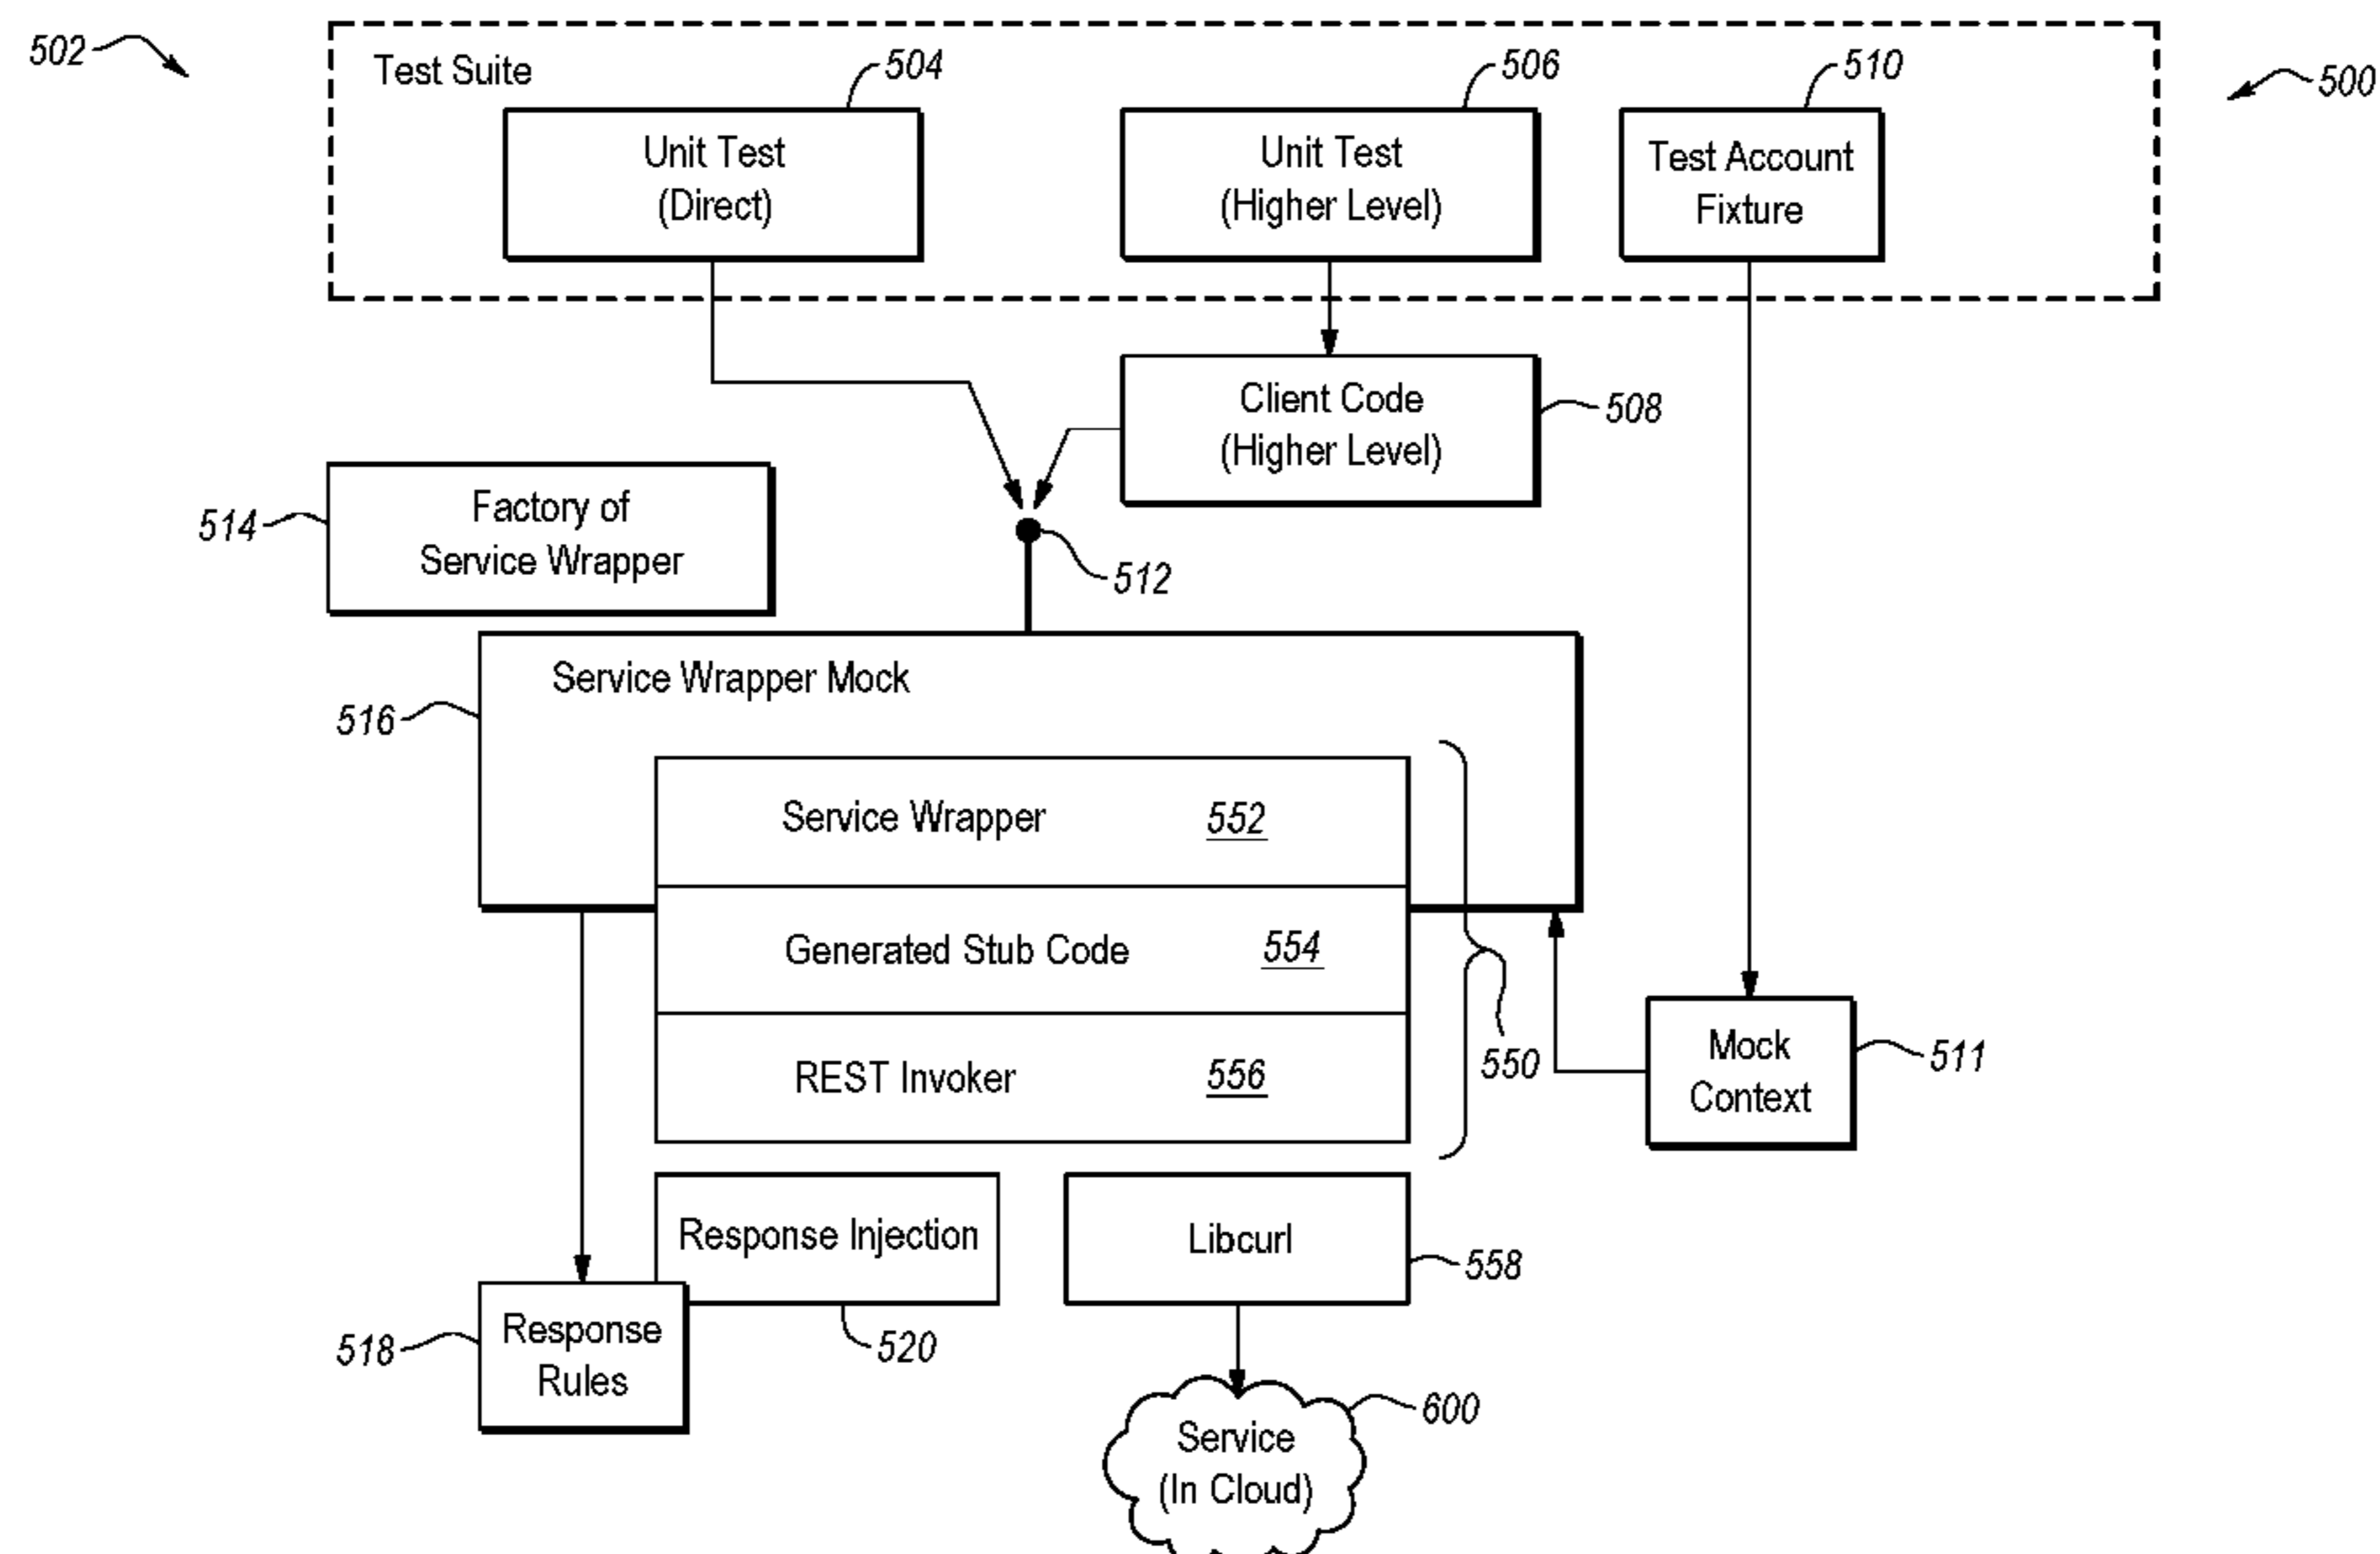 502
Test Suite
504
506
510
500
Unit Test
(Direct)
Unit Test
(Higher Level)
Test Account
Fixture
Client Code
(Higher Level)
508
514
Factory of
Service Wrapper
512
Service Wrapper Mock
516
Service Wrapper 552
Generated Stub Code 554
REST Invoker 556
550
Mock
Context
511
Response Injection
Libcurl
558
518
Response
Rules
520
600
Service
(In Cloud)